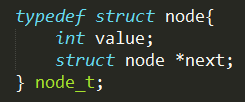 typedef struct node{
    int value;
    struct node *next;
} node_t;